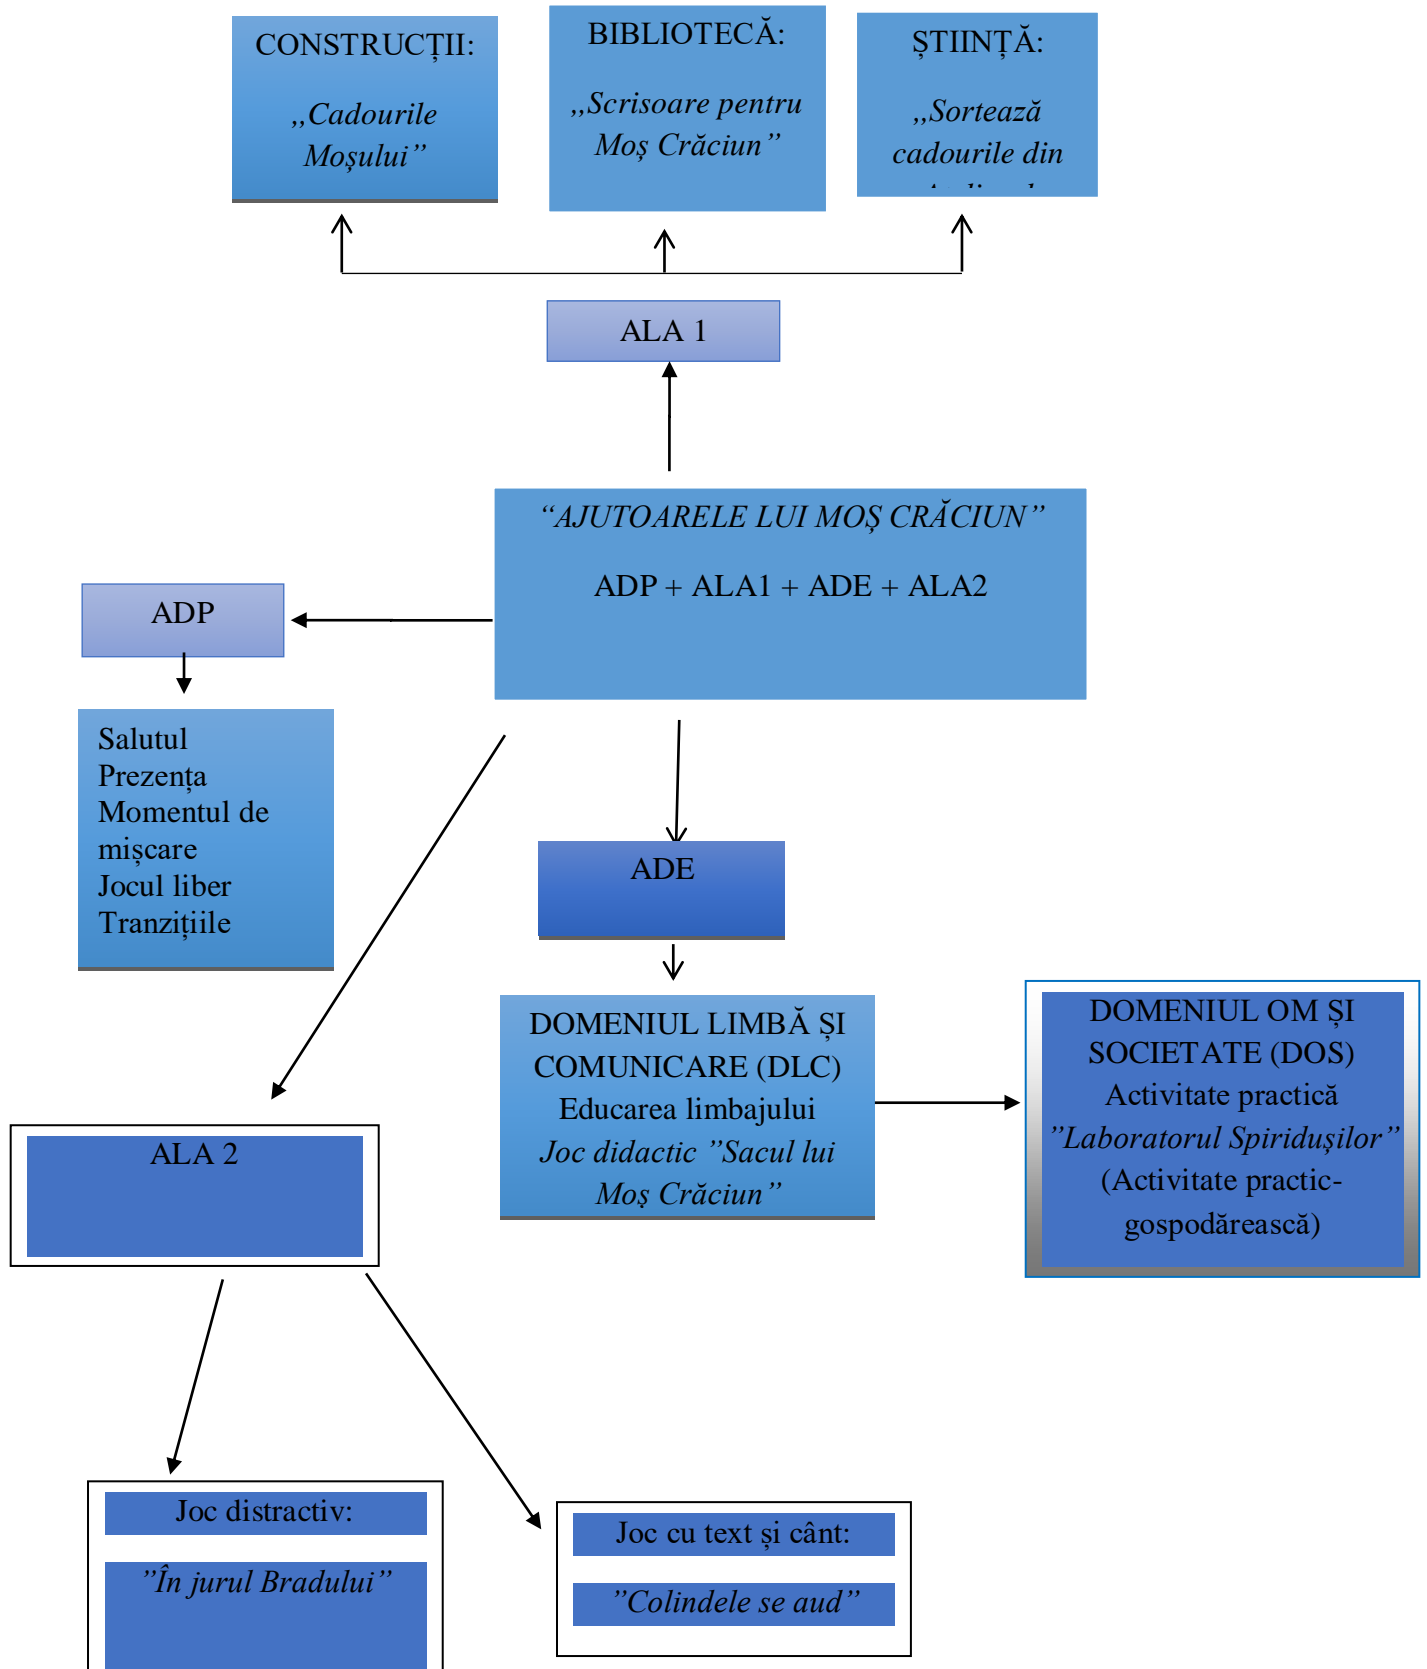 CONSTRUCȚII:
,,Cadourile
Moșului”
BIBLIOTECĂ:
,,Scrisoare pentru
Moș Crăciun”
ȘTIINȚĂ:
,,Sortează
cadourile din
ALA 1
“AJUTOARELE LUI MOȘ CRĂCIUN”
ADP + ALA1 + ADE + ALA2
ADP
Salutul
Prezența
Momentul de
mișcare
Jocul liber
Tranzițiile
ADE
DOMENIUL LIMBĂ ȘI
COMUNICARE (DLC)
Educarea limbajului
Joc didactic ”Sacul lui
Moș Crăciun”
DOMENIUL OM ȘI
SOCIETATE (DOS)
Activitate practică
”Laboratorul Spiridușilor”
(Activitate practic-
gospodărească)
ALA 2
Joc distractiv:
”În jurul Bradului”
Joc cu text și cânt:
”Colindele se aud”